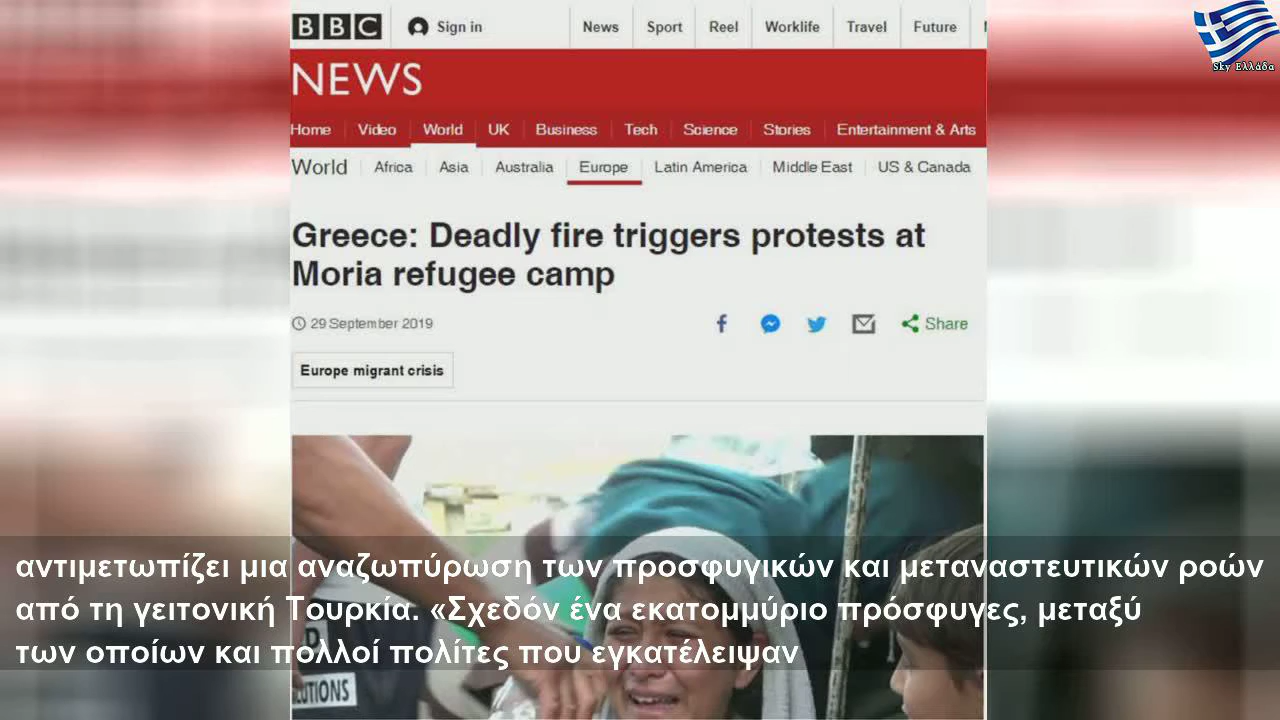 BBC
Sign in
News
Sport
Reel
Worklife
Travel
Future
Sky Ελλάδα
NEWS
Home
Video
World
UK
Business
Tech
Science
Stories
Entertainment & Arts
World
Africa
Asia
Australia
Europe
Latin America
Middle East
US & Canada
Greece: Deadly fire triggers protests at
Moria refugee camp
29 September 2019
Share
Europe migrant crisis
αντιμετωπίζει μια αναζωπύρωση των προσφυγικών και μεταναστευτικών ροών
από τη γειτονική Τουρκία. «Σχεδόν ένα εκατομμύριο πρόσφυγες, μεταξύ
των οποίων και πολλοί πολίτες που εγκατέλειψαν